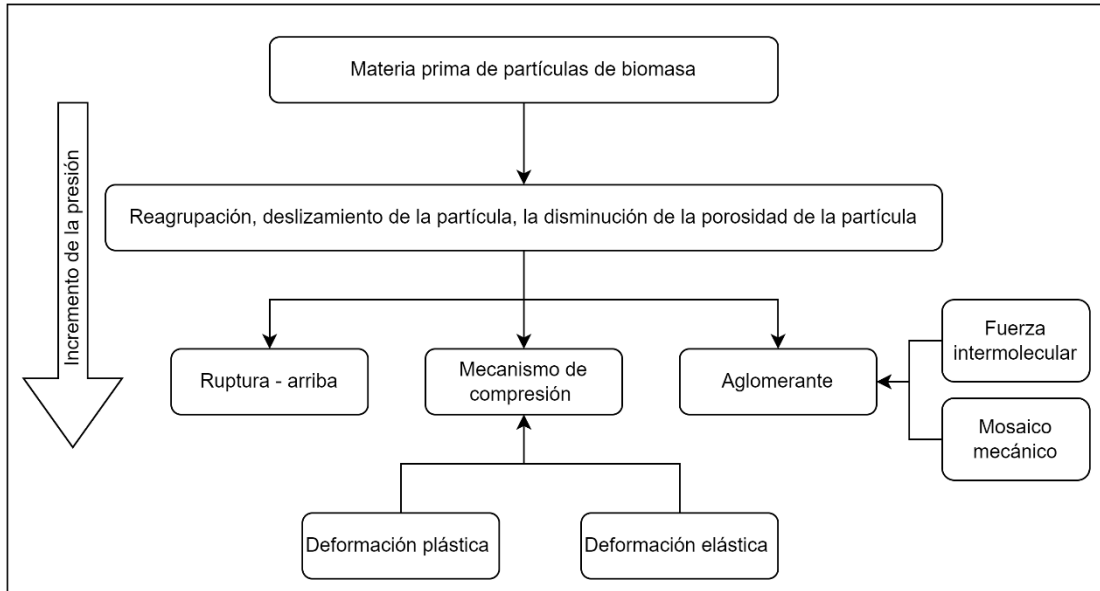 Materia prima de partículas de biomasa
Incremento de la presión
Reagrupación, deslizamiento de la partícula, la disminución de la porosidad de la partícula
Ruptura - arriba
Mecanismo de
compresión
Aglomerante
Fuerza
intermolecular
Mosaico
mecánico
Deformación plástica
Deformación elástica